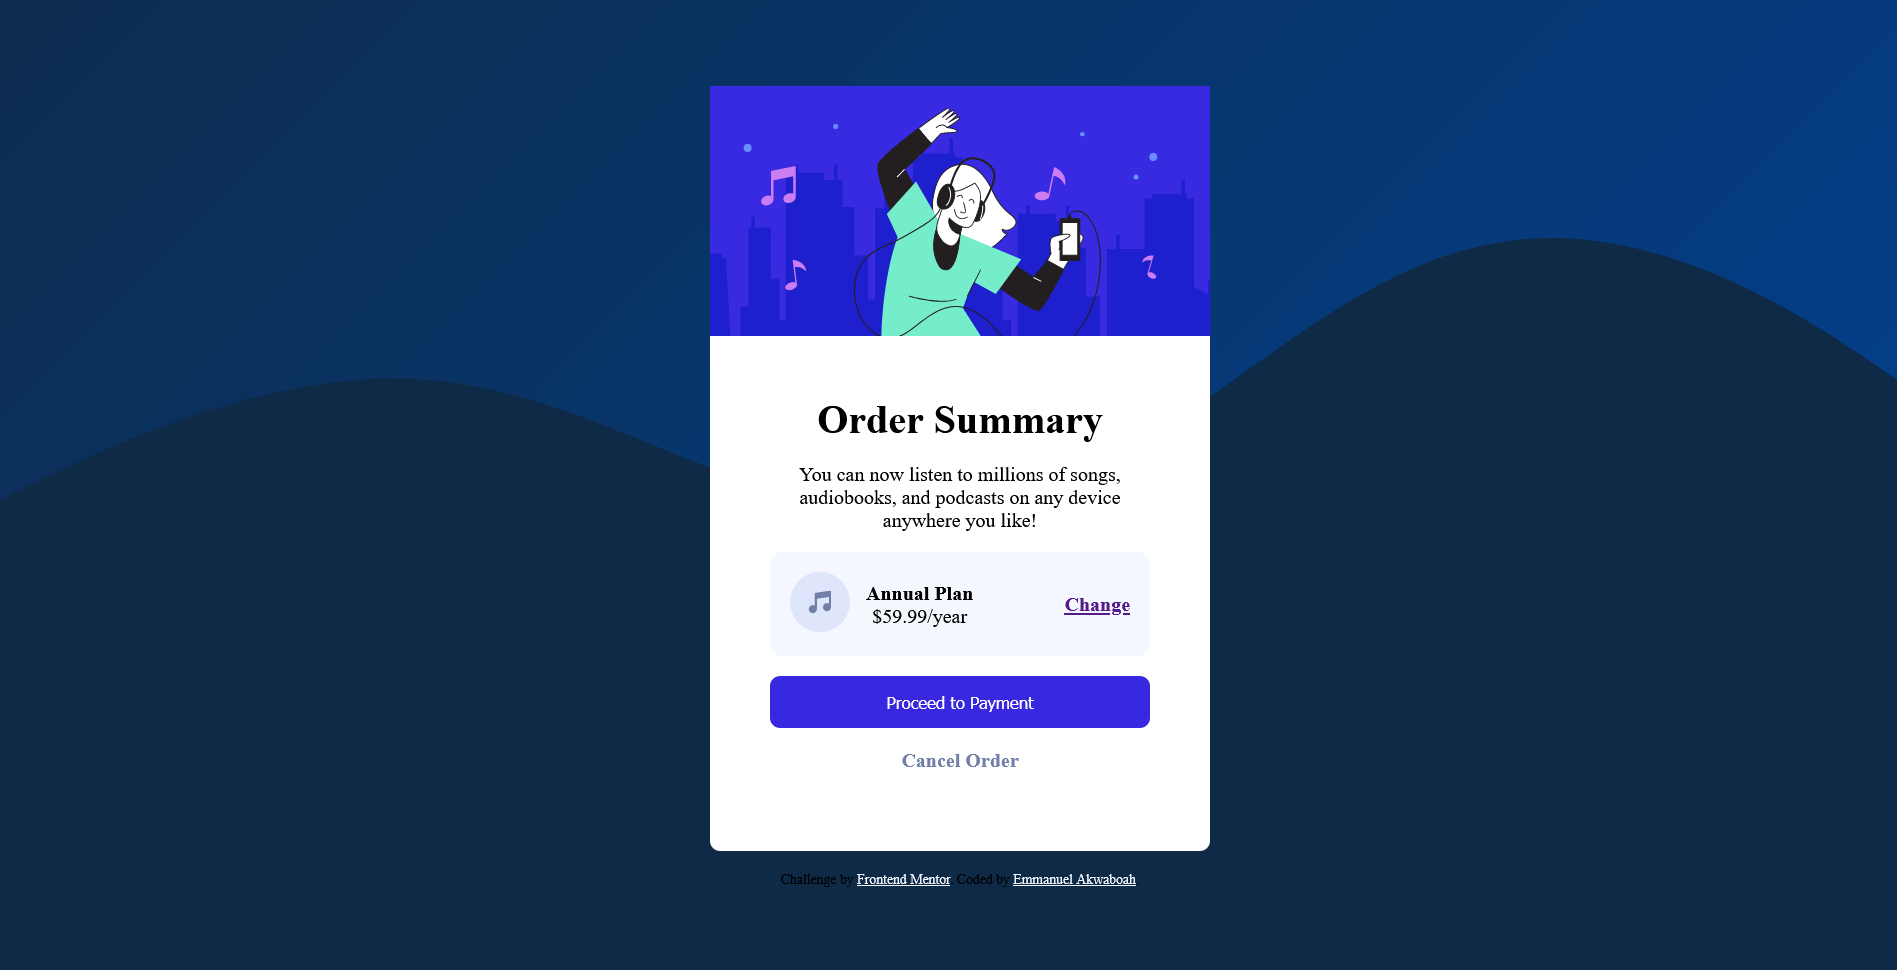 Order Summary
You can now listen to millions of songs,
audiobooks, and podcasts on any device
anywhere you like!
Annual Plan
$59.99/year
Change
Proceed to Payment
Cancel Order
Challenge by Frontend Mentor. Coded by Emmanuel Akwaboah